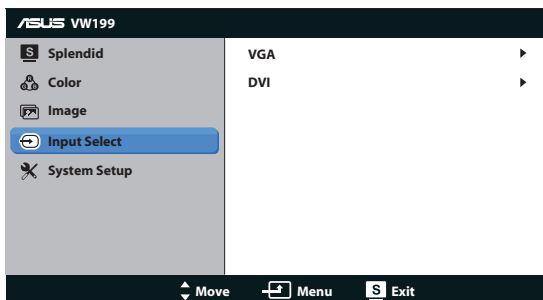 ASUS VW199
S Splendid
VGA
Color
DVI
Image
Input Select
System Setup
Move Menu S Exit